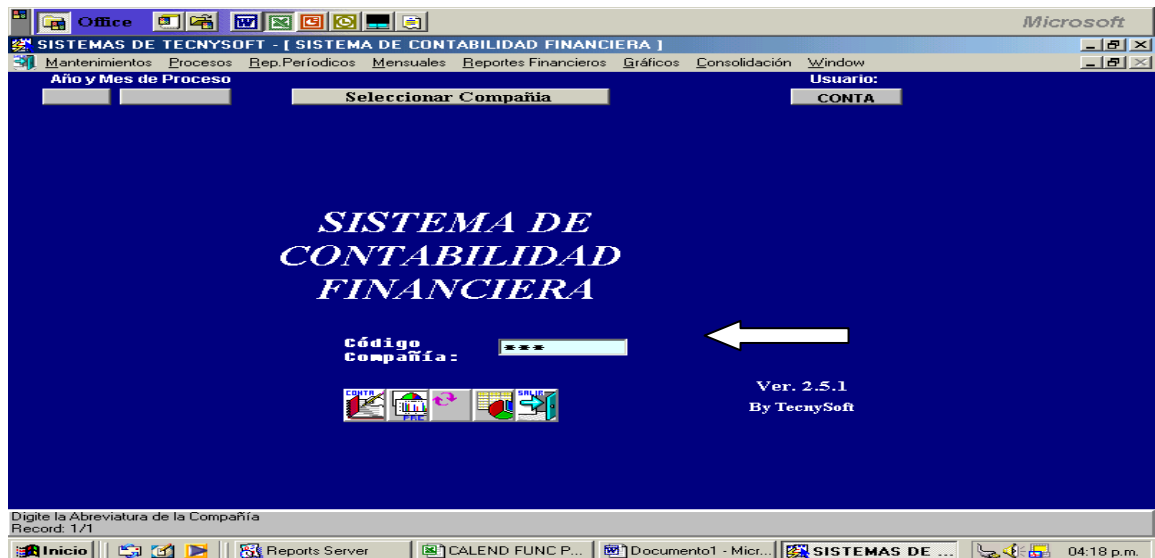 Office Microsoft
SISTEMAS DE TECNYSOFT - [ SISTEMA DE CONTABILIDAD FINANCIERA ]
Mantenimientos Procesos Rep.Períodicos Mensuales Reportes Financieros Gráficos Consolidación Window
Año y Mes de Proceso Usuario:
Seleccionar Compañia CONTA
SISTEMA DE
CONTABILIDAD
FINANCIERA
Código
Compañía: ***
CONTA SALIR
Ver. 2.5.1
By TecnySoft
Digite la Abreviatura de la Compañía
Record: 1/1
Inicio Reports Server CALEND FUNC P... Documento1 - Micr... SISTEMAS DE ... 04:18 p.m.